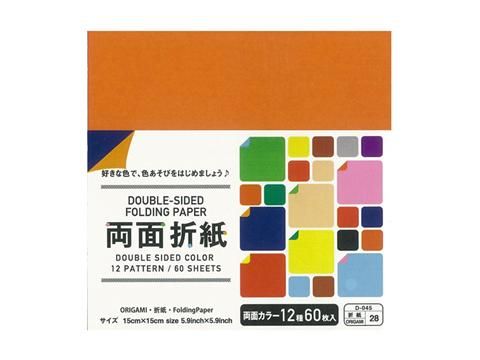 好きな色で、色あそびをはじめましょう♪
DOUBLE-SIDED
FOLDING PAPER
両面折紙
DOUBLE SIDED COLOR
12 PATTERN / 60 SHEETS
ORIGAMI・折紙・FoldingPaper
サイズ 15cm×15cm size 5.9inch×5.9inch
両面カラー12種60枚入
D-045
折紙
ORIGAMI
28